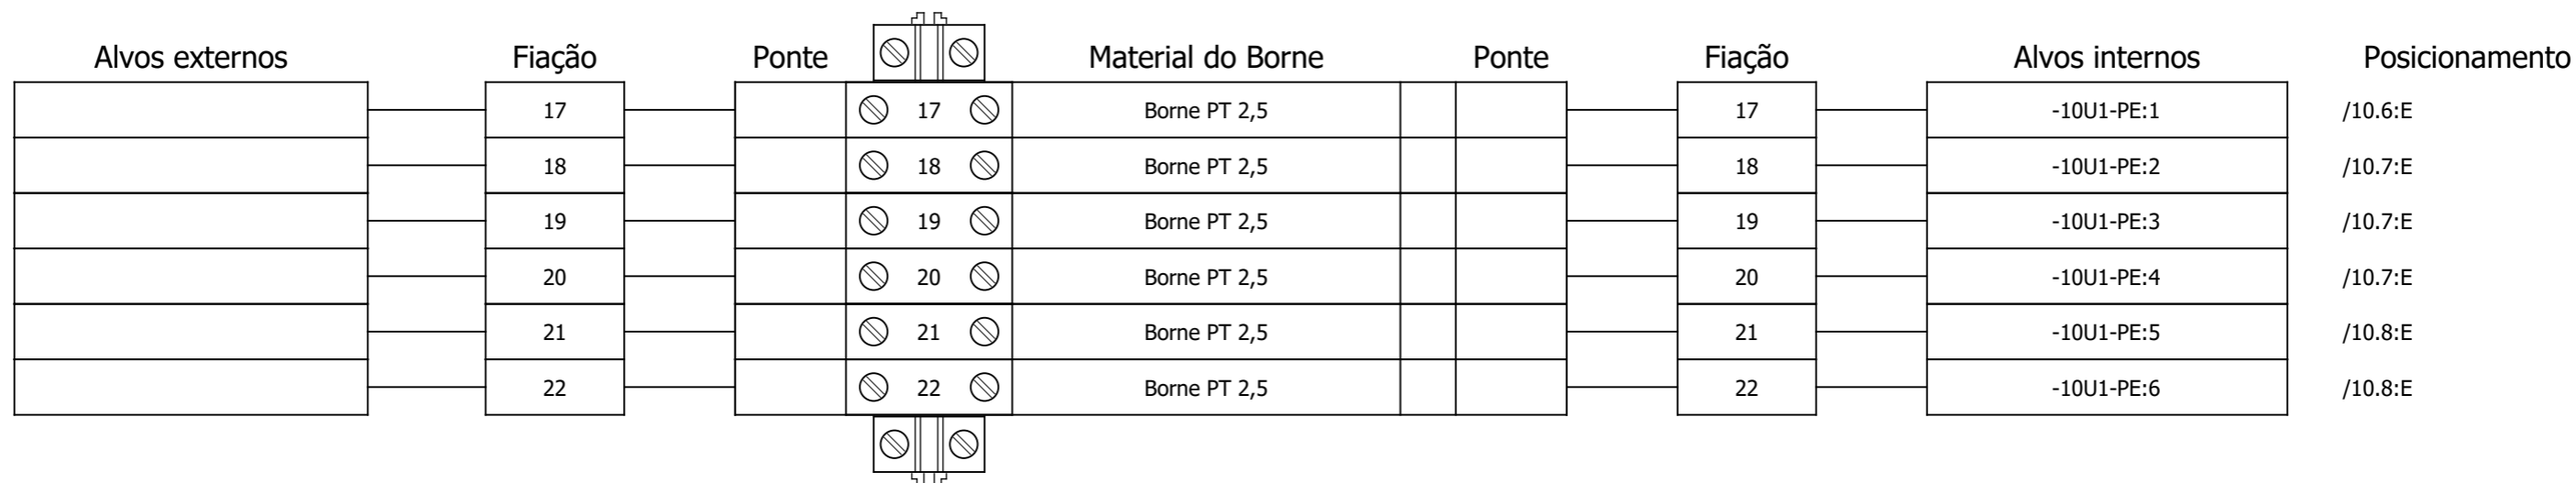 Alvos externos Fiação Ponte Material do Borne Ponte Fiação Alvos internos Posicionamento
17 17 Borne PT 2,5 17 -10U1-PE:1 /10.6:E
18 18 Borne PT 2,5 18 -10U1-PE:2 /10.7:E
19 19 Borne PT 2,5 19 -10U1-PE:3 /10.7:E
20 20 Borne PT 2,5 20 -10U1-PE:4 /10.7:E
21 21 Borne PT 2,5 21 -10U1-PE:5 /10.8:E
22 22 Borne PT 2,5 22 -10U1-PE:6 /10.8:E